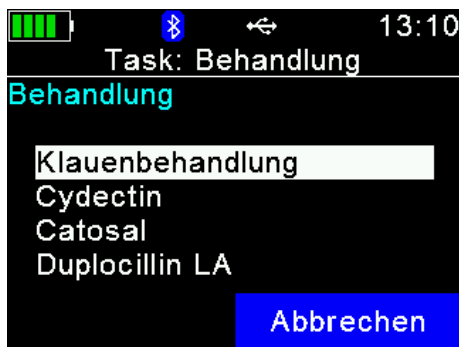 13:10
Task: Behandlung
Behandlung
Klauenbehandlung
Cydectin
Catosal
Duplocillin LA
Abbrechen